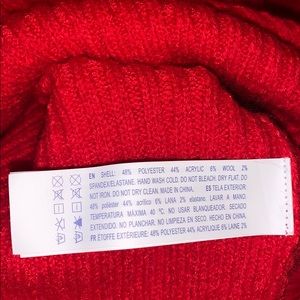 EN SHELL: 48% POLYESTER 44% ACRYLIC 6% WOOL 2%
SPANDEX/ELASTANE. HAND WASH COLD. DO NOT BLEACH. DRY FLAT. DO
NOT IRON. DO NOT DRY CLEAN. MADE IN CHINA. ES TELA EXTERIOR:
48% poliéster 44% acrílico 6% LANA 2% elastano. LAVAR A MANO
TEMPERATURA MÁXIMA 40 ºC. NO USAR BLANQUEADOR. SECADO
HORIZONTAL. NO PLANCHAR. NO LIMPIEZA EN SECO. HECHO EN CHINA.
FR ÉTOFFE EXTÉRIEURE: 48% POLYESTER 44% ACRYLIQUE 6% LAINE 2%